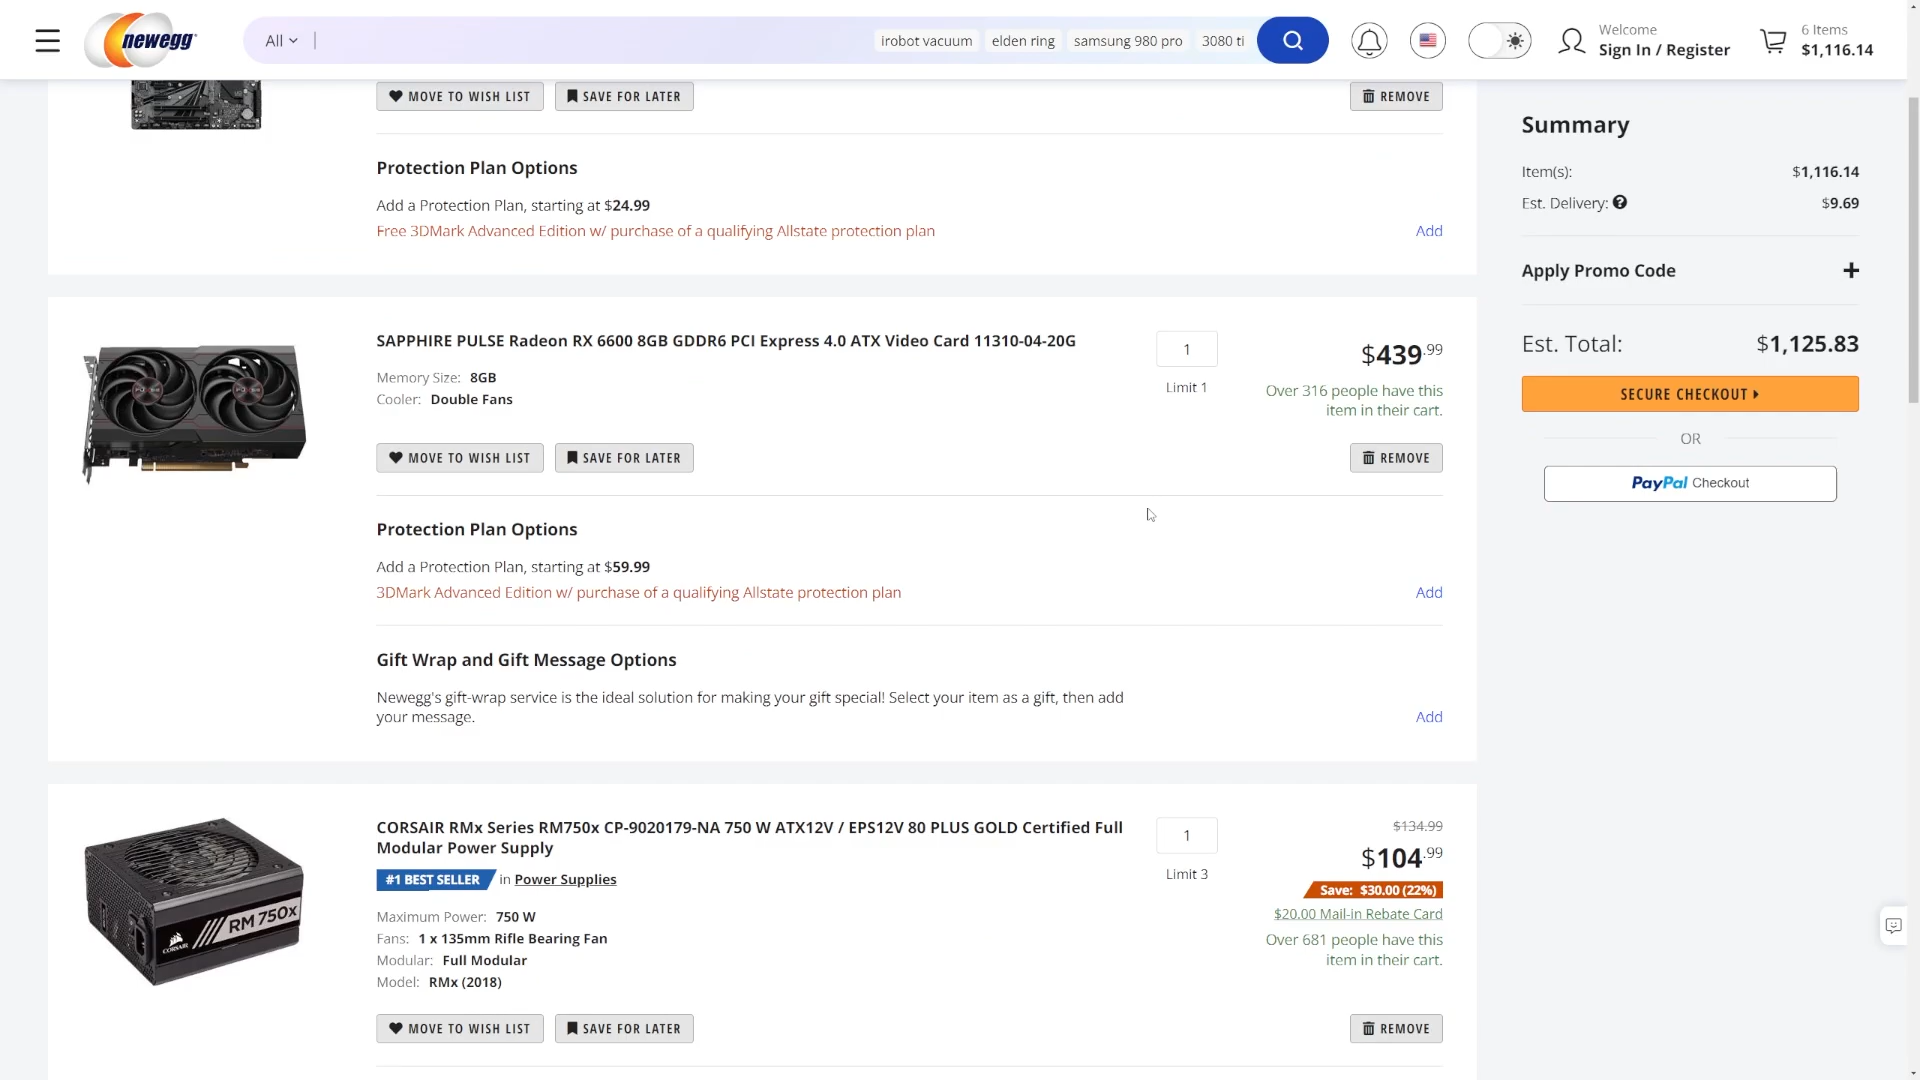 newegg
All
irobot vacuum
elden ring
samsung 980 pro
3080 ti
Welcome
Sign In / Register
6 Items
$1,116.14
MOVE TO WISH LIST
SAVE FOR LATER
REMOVE
Protection Plan Options
Add a Protection Plan, starting at $24.99
Free 3DMark Advanced Edition w/ purchase of a qualifying Allstate protection plan
Add
SAPPHIRE PULSE Radeon RX 6600 8GB GDDR6 PCI Express 4.0 ATX Video Card 11310-04-20G
Memory Size: 8GB
Cooler: Double Fans
1
Limit 1
$439.99
Over 316 people have this
item in their cart.
MOVE TO WISH LIST
SAVE FOR LATER
REMOVE
Protection Plan Options
Add a Protection Plan, starting at $59.99
3DMark Advanced Edition w/ purchase of a qualifying Allstate protection plan
Add
Gift Wrap and Gift Message Options
Newegg's gift-wrap service is the ideal solution for making your gift special! Select your item as a gift, then add
your message.
Add
CORSAIR RMx Series RM750x CP-9020179-NA 750 W ATX12V / EPS12V 80 PLUS GOLD Certified Full
Modular Power Supply
#1 BEST SELLER in Power Supplies
Maximum Power: 750 W
Fans: 1 x 135mm Rifle Bearing Fan
Modular: Full Modular
Model: RMx (2018)
1
Limit 3
$134.99
$104.99
Save: $30.00 (22%)
$20.00 Mail-in Rebate Card
Over 681 people have this
item in their cart.
RM 750x
CORSAIR
MOVE TO WISH LIST
SAVE FOR LATER
REMOVE
Summary
Item(s): $1,116.14
Est. Delivery: $9.69
Apply Promo Code
Est. Total: $1,125.83
SECURE CHECKOUT
OR
PayPal Checkout